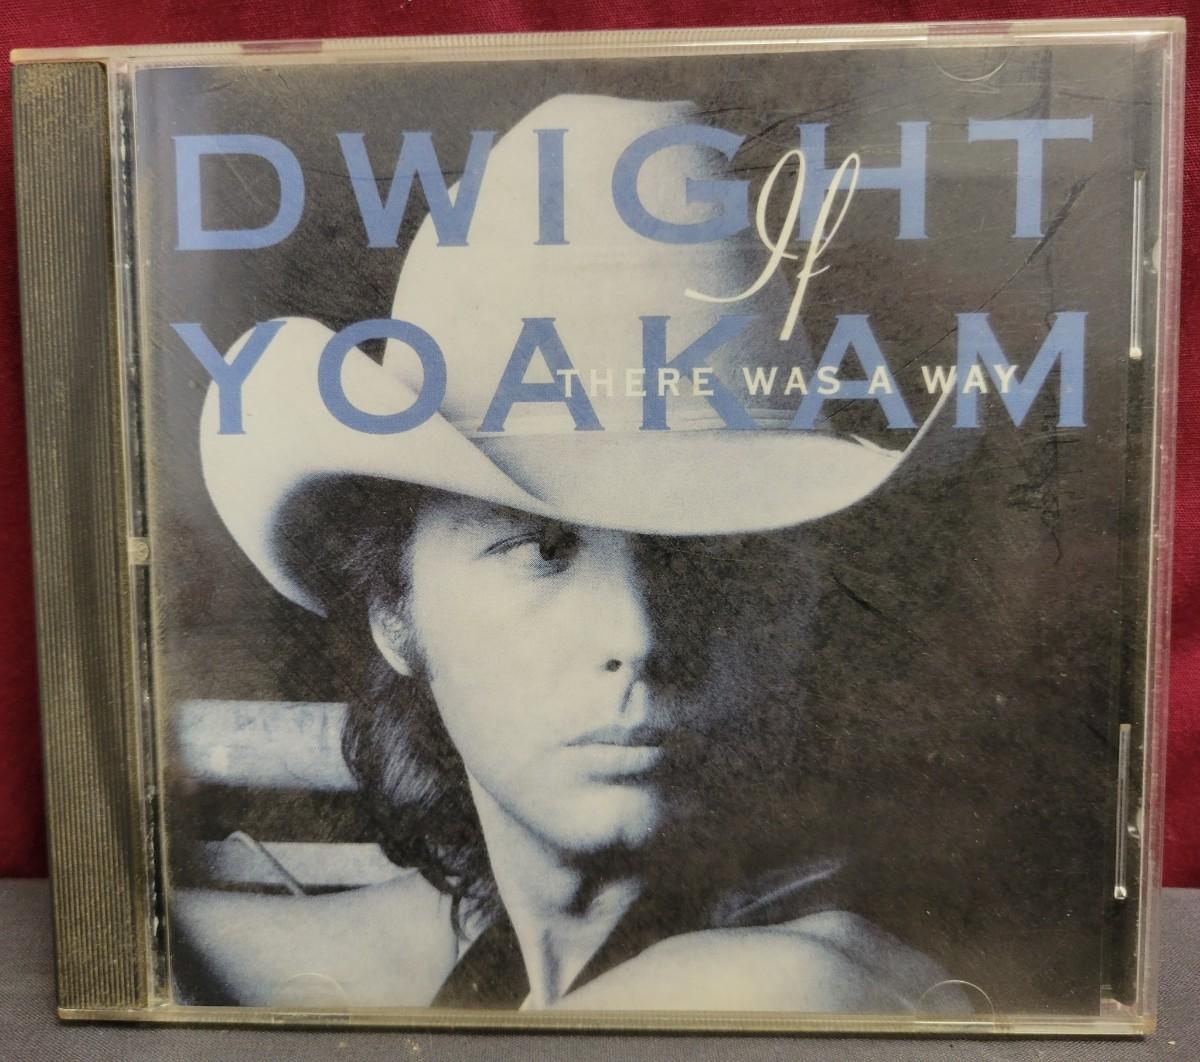 DWIGHT
YOAKAM
If
THERE WAS A WAY